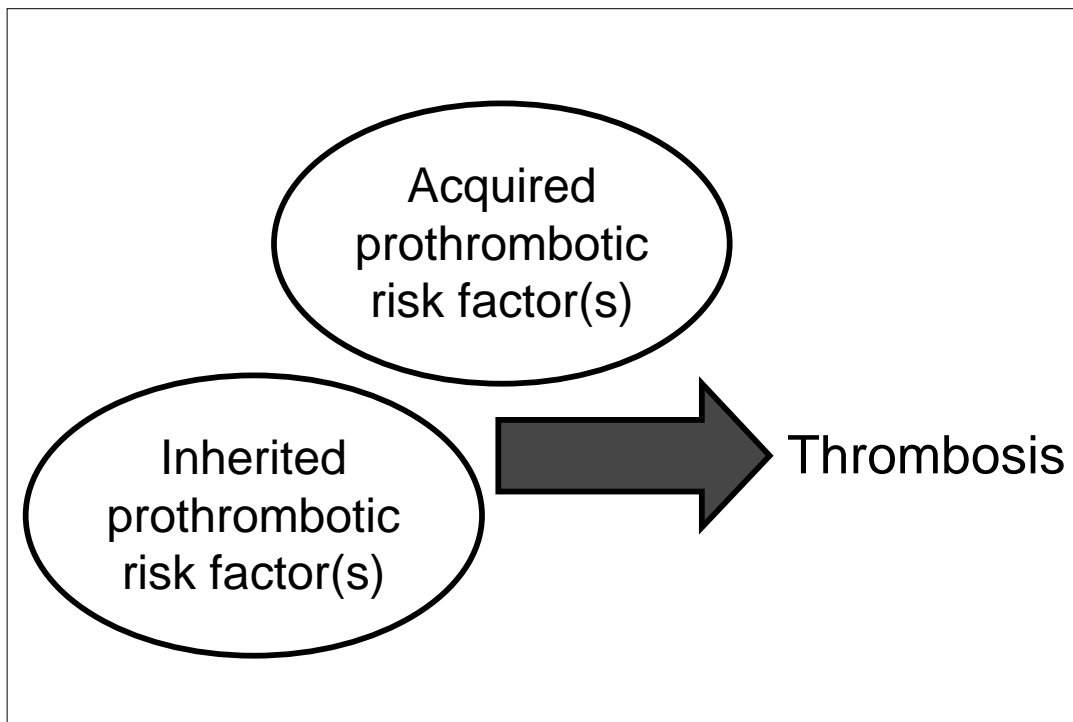 Acquired
prothrombotic
risk factor(s)
Inherited
prothrombotic
risk factor(s)
Thrombosis